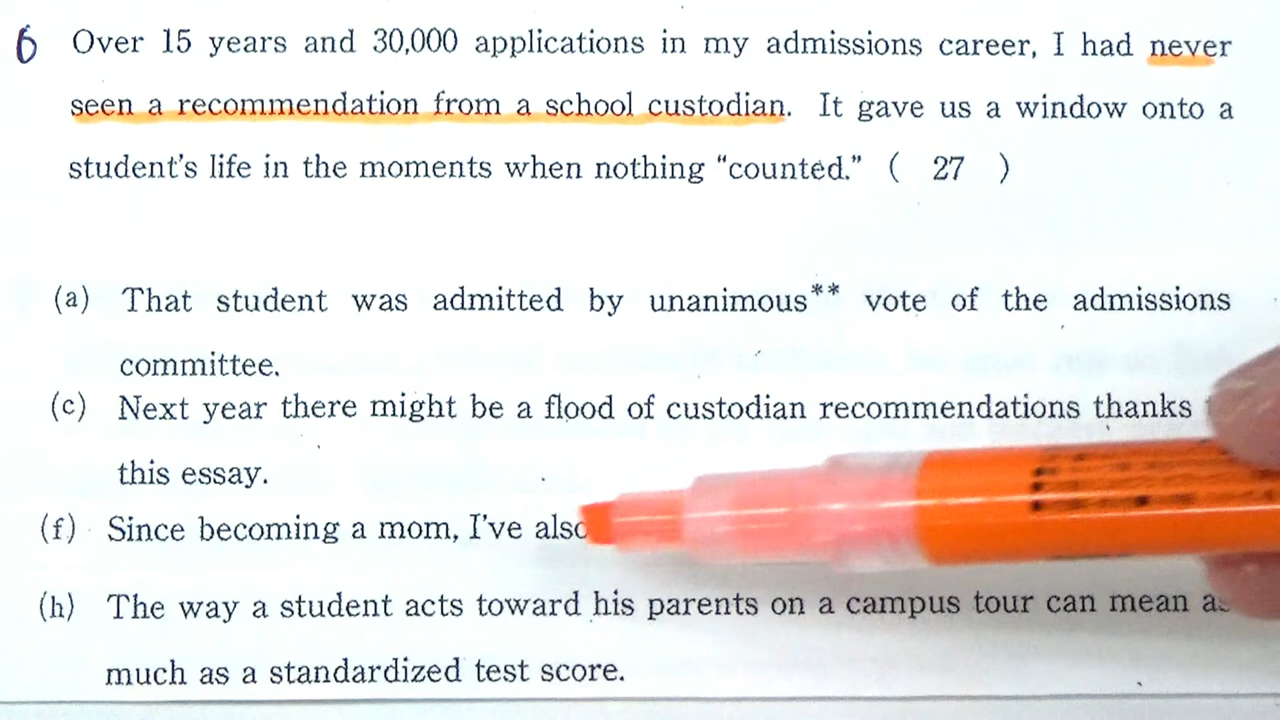 6 Over 15 years and 30,000 applications in my admissions career, I had never
seen a recommendation from a school custodian. It gave us a window onto a
student's life in the moments when nothing “counted.” ( 27 )
(a) That student was admitted by unanimous** vote of the admissions
committee.
(c) Next year there might be a flood of custodian recommendations thanks
this essay.
(f) Since becoming a mom, I've also
(h) The way a student acts toward his parents on a campus tour can mean as
much as a standardized test score.